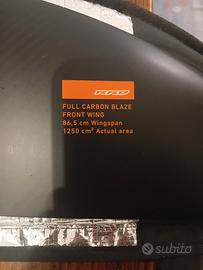 RRD
FULL CARBON BLAZE
FRONT WING
86,5 cm Wingspan
1250 cm² Actual area
subito